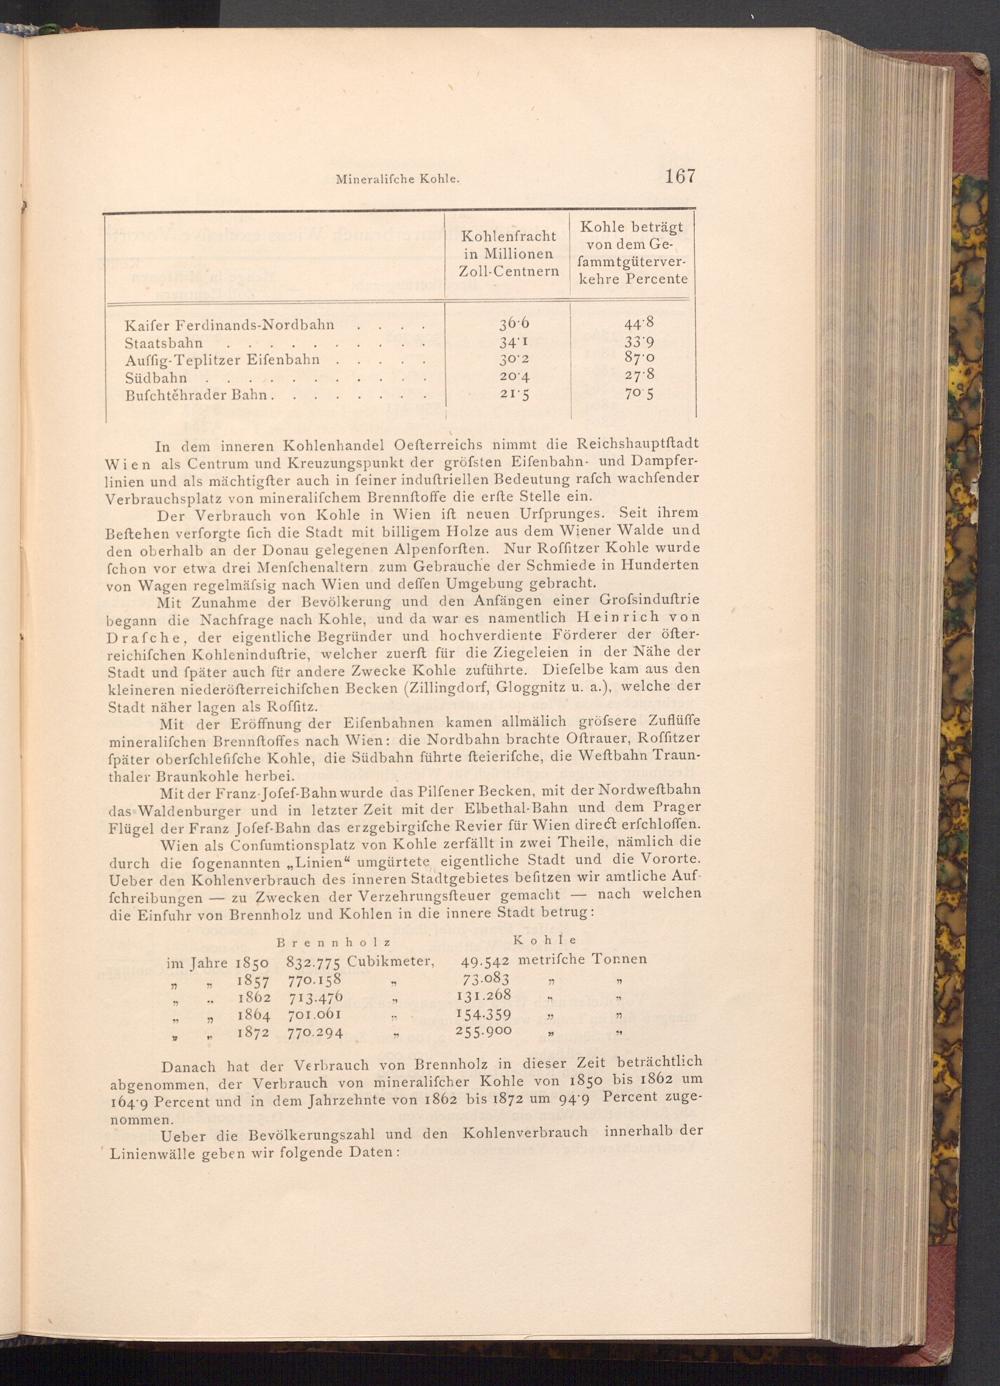 Mineralifche Kohle. 167
Kohlenfracht in Millionen Zoll-Centnern | Kohle beträgt von dem Ge-fammtgüterver-kehre Percente
Kaifer Ferdinands-Nordbahn . . . . 36·6 44·8
Staatsbahn . . . . . . . . . . 34·1 33·9
Auffig-Teplitzer Eifenbahn . . . . . 30·2 87·0
Südbahn . . . . . . . . . . . 20·4 27·8
Bufchtěhrader Bahn . . . . . . . . 21·5 70·5
In dem inneren Kohlenhandel Oefterreichs nimmt die Reichshauptftadt
Wien als Centrum und Kreuzungspunkt der gröfsten Eifenbahn- und Dampfer-
linien und als mächtigfter auch in feiner induftriellen Bedeutung rafch wachfender
Verbrauchsplatz von mineralifchem Brennftoffe die erfte Stelle ein.
Der Verbrauch von Kohle in Wien ift neuen Urfprunges. Seit ihrem
Beftehen verforgte fich die Stadt mit billigem Holze aus dem Wiener Walde und
den oberhalb an der Donau gelegenen Alpenforften. Nur Roffitzer Kohle wurde
fchon vor etwa drei Menfchenaltern zum Gebrauche der Schmiede in Hunderten
von Wagen regelmäfsig nach Wien und deffen Umgebung gebracht.
Mit Zunahme der Bevölkerung und den Anfängen einer Grofsinduftrie
begann die Nachfrage nach Kohle, und da war es namentlich Heinrich von
Drafche, der eigentliche Begründer und hochverdiente Förderer der öfter-
reichifchen Kohleninduftrie, welcher zuerft für die Ziegeleien in der Nähe der
Stadt und fpäter auch für andere Zwecke Kohle zuführte. Diefelbe kam aus den
kleineren niederöfterreichifchen Becken (Zillingdorf, Gloggnitz u. a.), welche der
Stadt näher lagen als Roffitz.
Mit der Eröffnung der Eifenbahnen kamen allmälich gröfsere Zuflüffe
mineralifchen Brennftoffes nach Wien: die Nordbahn brachte Oftrauer, Roffitzer
fpäter oberfchlefifche Kohle, die Südbahn führte fteierifche, die Weftbahn Traun-
thaler Braunkohle herbei.
Mit der Franz-Jofef-Bahn wurde das Pilfener Becken, mit der Nordweftbahn
das Waldenburger und in letzter Zeit mit der Elbethal-Bahn und dem Prager
Flügel der Franz Jofef-Bahn das erzgebirgifche Revier für Wien direct erfchloffen.
Wien als Confumtionsplatz von Kohle zerfällt in zwei Theile, nämlich die
durch die fogenannten „Linien“ umgürtete eigentliche Stadt und die Vororte.
Ueber den Kohlenverbrauch des inneren Stadtgebietes befitzen wir amtliche Auf-
fchreibungen — zu Zwecken der Verzehrungsfteuer gemacht — nach welchen
die Einfuhr von Brennholz und Kohlen in die innere Stadt betrug:
Brennholz Kohle
im Jahre 1850 832.775 Cubikmeter, 49.542 metrifche Tonnen
„ „ 1857 770.158 „ 73.083 „ „
„ „ 1862 713.476 „ 131.268 „ „
„ „ 1864 701.061 „ 154.359 „ „
„ „ 1872 770.294 „ 255.900 „ „
Danach hat der Verbrauch von Brennholz in diefer Zeit beträchtlich
abgenommen, der Verbrauch von mineralifcher Kohle von 1850 bis 1862 um
164·9 Percent und in dem Jahrzehnte von 1862 bis 1872 um 94·9 Percent zuge-
nommen.
Ueber die Bevölkerungszahl und den Kohlenverbrauch innerhalb der
Linienwälle geben wir folgende Daten: